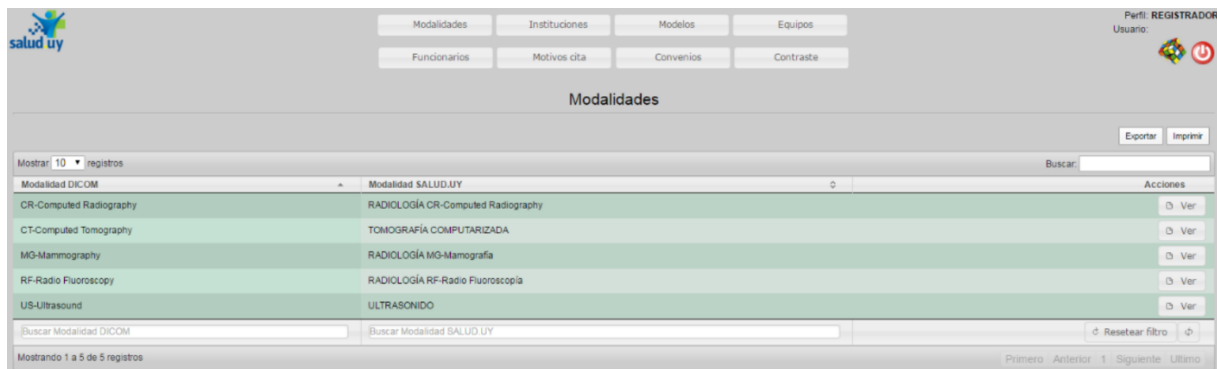 salud uy
Modalidades Instituciones Modelos Equipos
Perfil: REGISTRADOR
Usuario:
Funcionarios Motivos cita Convenios Contraste
Modalidades
Exportar Imprimir
Mostrar 10 registros Buscar:
Modalidad DICOM Modalidad SALUD.UY Acciones
CR-Computed Radiography RADIOLOGÍA CR-Computed Radiography Ver
CT-Computed Tomography TOMOGRAFÍA COMPUTARIZADA Ver
MG-Mammography RADIOLOGÍA MG-Mamografía Ver
RF-Radio Fluoroscopy RADIOLOGÍA RF-Radio Fluoroscopía Ver
US-Ultrasound ULTRASONIDO Ver
Buscar Modalidad DICOM Buscar Modalidad SALUD.UY Resetear filtro
Mostrando 1 a 5 de 5 registros Primero Anterior 1 Siguiente Ultimo